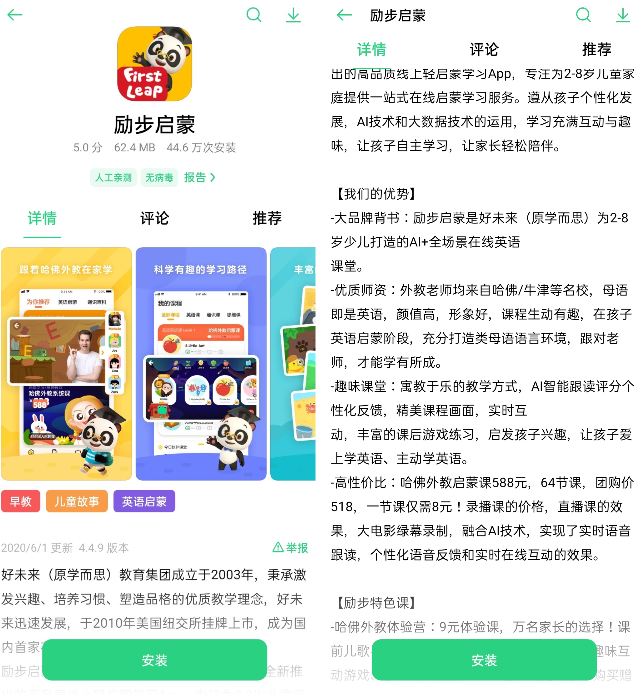 First
Leap
励步启蒙
5.0 分 62.4 MB 44.6 万次安装
人工亲测 无病毒 报告
详情 评论 推荐
跟着哈佛外教在家学
为你推荐
哈佛外教系统课
科学有趣的学习路径
我的课程
丰富
早教 儿童故事 英语启蒙
2020/6/1 更新 4.4.9 版本
举报
好未来（原学而思）教育集团成立于2003年，秉承激
发兴趣、培养习惯、塑造品格的优质教学理念，好未
来迅速发展，于2010年美国纽交所挂牌上市，成为国
内首家
励步启
全新推
安装
励步启蒙
详情 评论 推荐
出的高品质线上轻启蒙学习App，专注为2-8岁儿童家
庭提供一站式在线启蒙学习服务。遵从孩子个性化发
展，AI技术和大数据技术的运用，学习充满互动与趣
味，让孩子自主学习，让家长轻松陪伴。
【我们的优势】
-大品牌背书：励步启蒙是好未来（原学而思）为2-8
岁少儿打造的AI+全场景在线英语
课堂。
-优质师资：外教老师均来自哈佛/牛津等名校，母语
即是英语，颜值高，形象好，课程生动有趣，在孩子
英语启蒙阶段，充分打造类母语语言环境，跟对老
师，才能学有所成。
-趣味课堂：寓教于乐的教学方式，AI智能跟读评分个
性化反馈，精美课程画面，实时互
动，丰富的课后游戏练习，启发孩子兴趣，让孩子爱
上学英语、主动学英语。
-高性价比：哈佛外教启蒙课588元，64节课，团购价
518，一节课仅需8元！录播课的价格，直播课的效
果，大电影绿幕录制，融合AI技术，实现了实时语音
跟读，个性化语音反馈和实时在线互动的效果。
【励步特色课】
-哈佛外教体验营：9元体验课，万名家长的选择！课
前儿歌
趣味互
动游戏
购买赠
安装